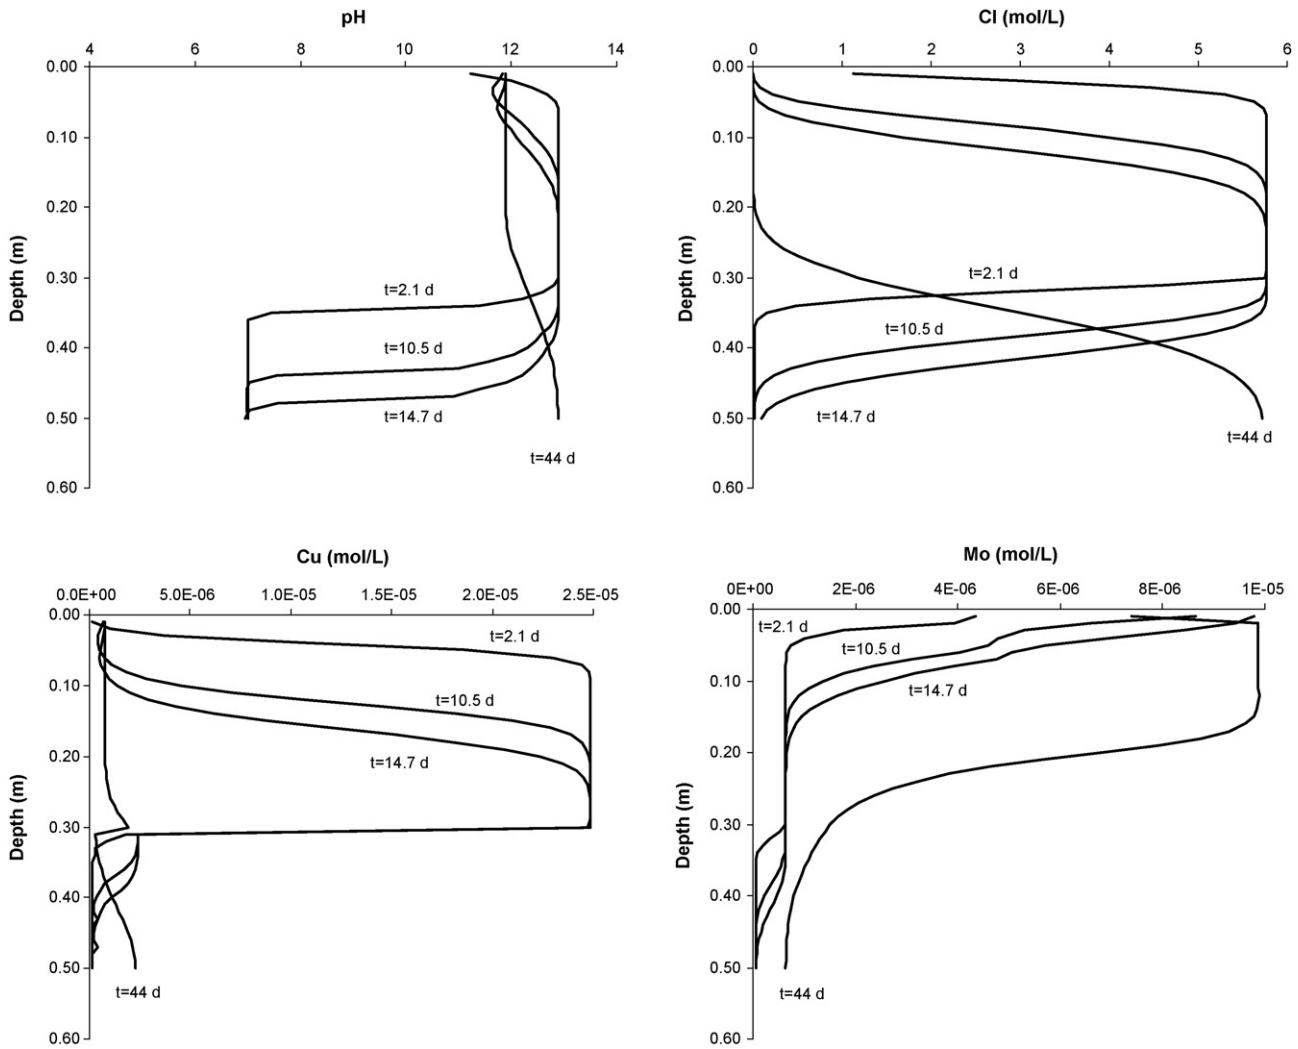 pH
4 6 8 10 12 14
0.00
0.10
0.20
0.30
0.40
0.50
0.60
Depth (m)
t=2.1 d
t=10.5 d
t=14.7 d
t=44 d
Cl (mol/L)
0 1 2 3 4 5 6
0.00
0.10
0.20
0.30
0.40
0.50
0.60
Depth (m)
t=2.1 d
t=10.5 d
t=14.7 d
t=44 d
Cu (mol/L)
0.0E+00 5.0E-06 1.0E-05 1.5E-05 2.0E-05 2.5E-05
0.00
0.10
0.20
0.30
0.40
0.50
0.60
Depth (m)
t=2.1 d
t=10.5 d
t=14.7 d
t=44 d
Mo (mol/L)
0E+00 2E-06 4E-06 6E-06 8E-06 1E-05
0.00
0.10
0.20
0.30
0.40
0.50
0.60
Depth (m)
t=2.1 d
t=10.5 d
t=14.7 d
t=44 d